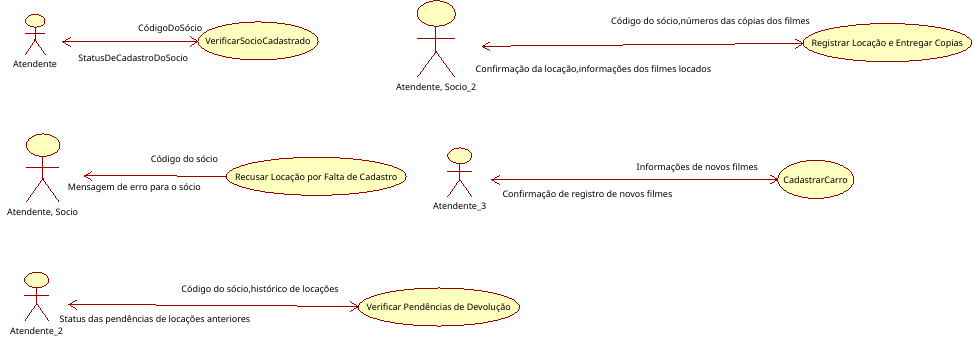 CódigoDoSócio
VerificarSocioCadastrado
StatusDeCadastroDoSocio
Atendente
Código do sócio,números das cópias dos filmes
Registrar Locação e Entregar Copias
Confirmação da locação,informações dos filmes locados
Atendente, Socio_2
Código do sócio
Recusar Locação por Falta de Cadastro
Mensagem de erro para o sócio
Atendente, Socio
Informações de novos filmes
CadastrarCarro
Confirmação de registro de novos filmes
Atendente_3
Código do sócio,histórico de locações
Verificar Pendências de Devolução
Status das pendências de locações anteriores
Atendente_2